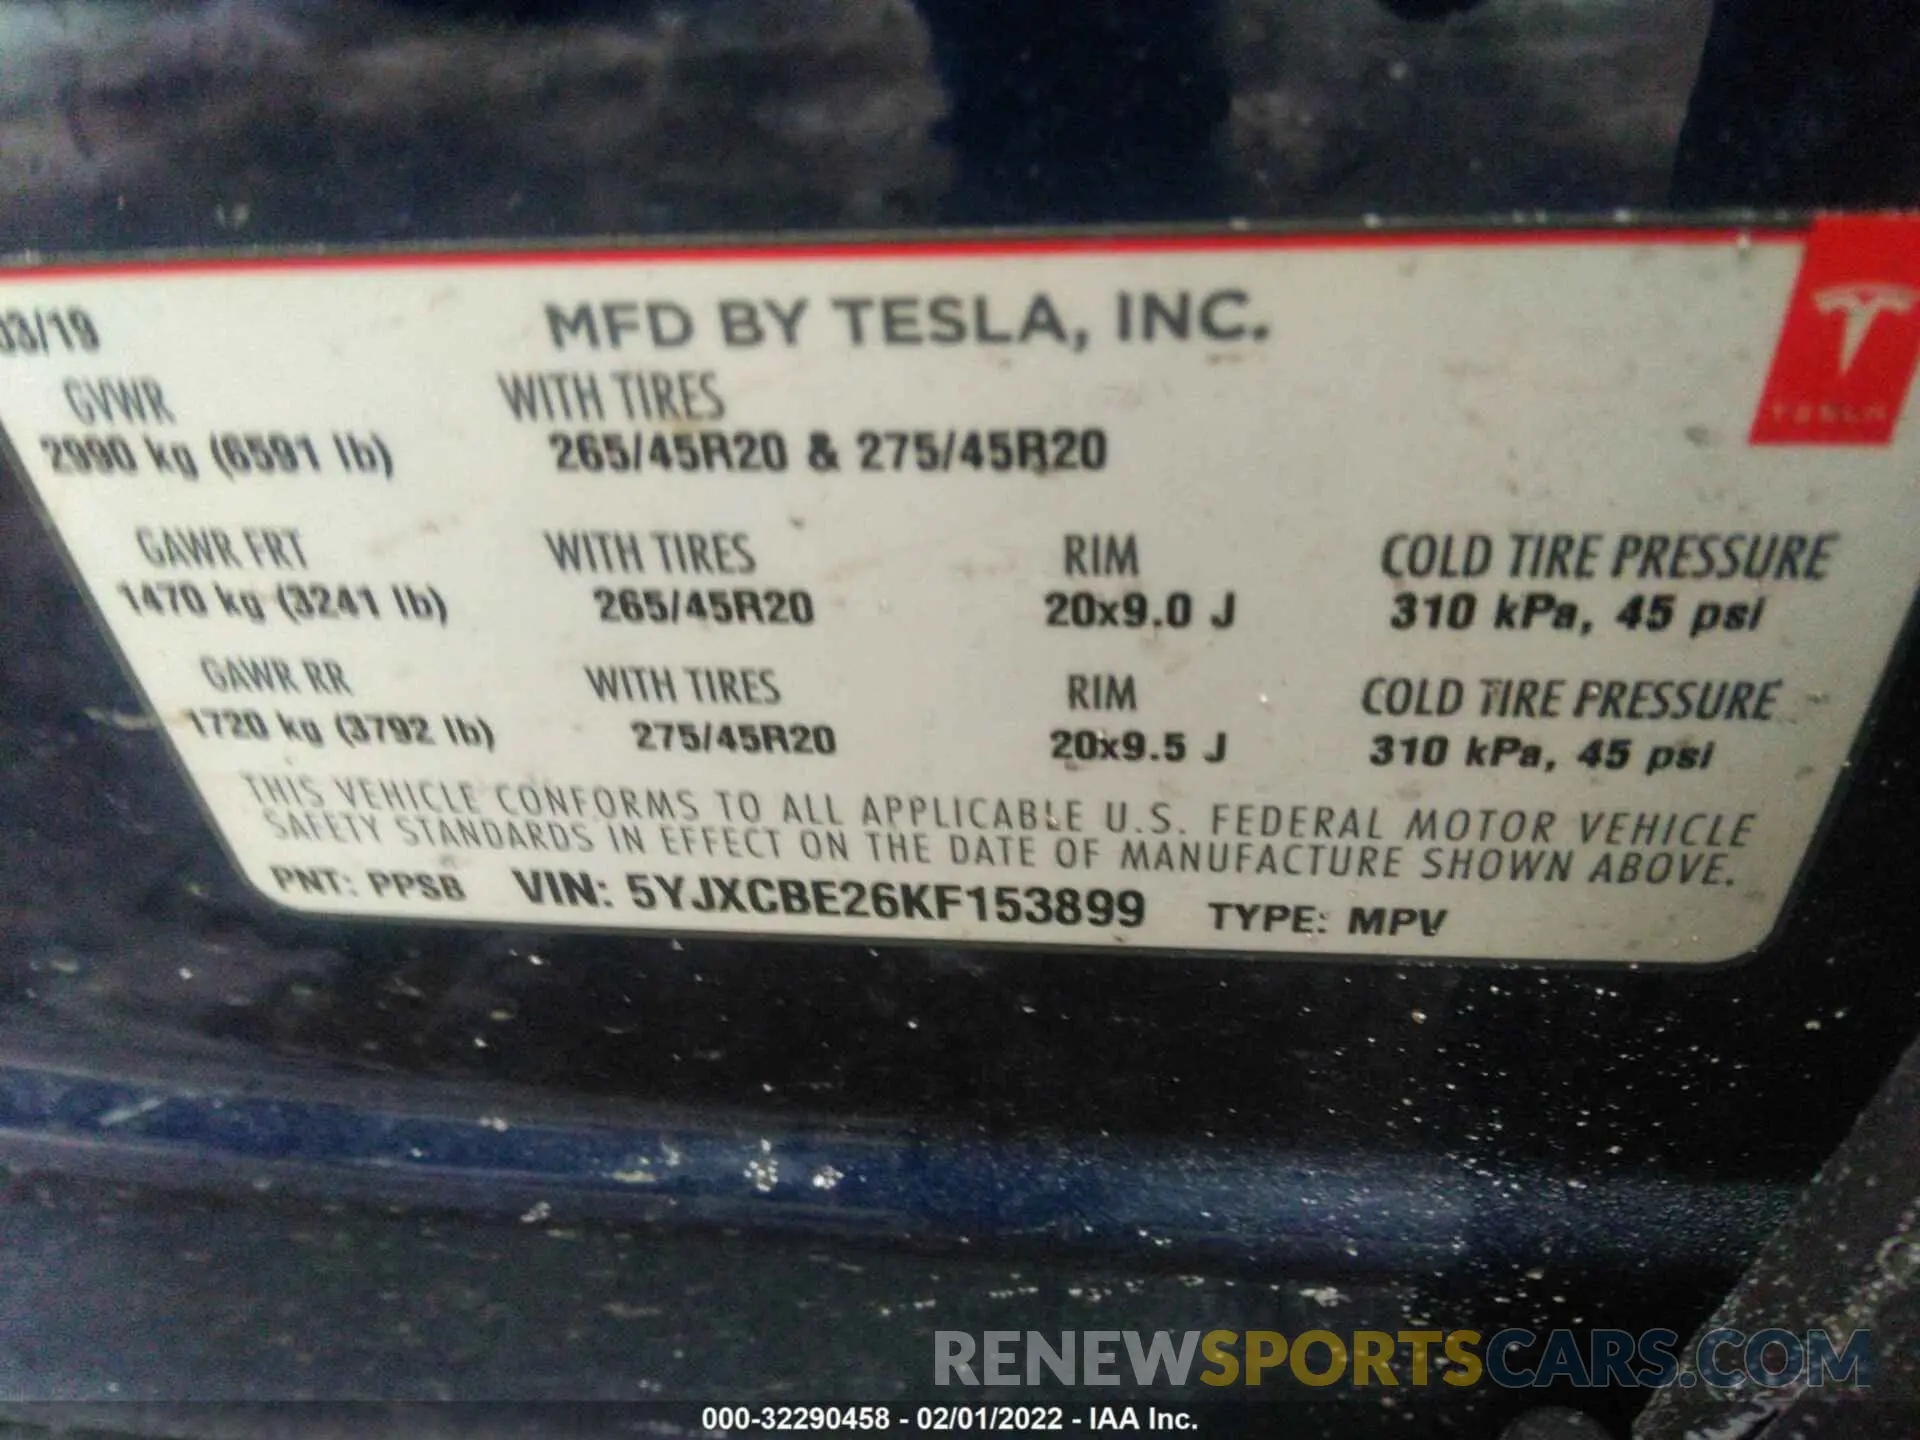 03/19 MFD BY TESLA, INC.
TESLA
GVWR WITH TIRES
2990 kg (6591 lb) 265/45R20 & 275/45R20
GAWR FRT WITH TIRES RIM COLD TIRE PRESSURE
1470 kg (3241 lb) 265/45R20 20x9.0 J 310 kPa, 45 psi
GAWR RR WITH TIRES RIM COLD TIRE PRESSURE
1720 kg (3792 lb) 275/45R20 20x9.5 J 310 kPa, 45 psi
THIS VEHICLE CONFORMS TO ALL APPLICABLE U.S. FEDERAL MOTOR VEHICLE
SAFETY STANDARDS IN EFFECT ON THE DATE OF MANUFACTURE SHOWN ABOVE.
PNT: PPSB VIN: 5YJXCBE26KF153899 TYPE: MPV
RENEWSPORTSCARS.COM
000-32290458 - 02/01/2022 - IAA Inc.